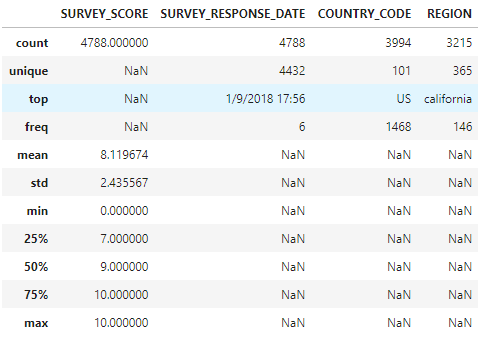 SURVEY_SCORE SURVEY_RESPONSE_DATE COUNTRY_CODE REGION
count 4788.000000 4788 3994 3215
unique NaN 4432 101 365
top NaN 1/9/2018 17:56 US california
freq NaN 6 1468 146
mean 8.119674 NaN NaN NaN
std 2.435567 NaN NaN NaN
min 0.000000 NaN NaN NaN
25% 7.000000 NaN NaN NaN
50% 9.000000 NaN NaN NaN
75% 10.000000 NaN NaN NaN
max 10.000000 NaN NaN NaN